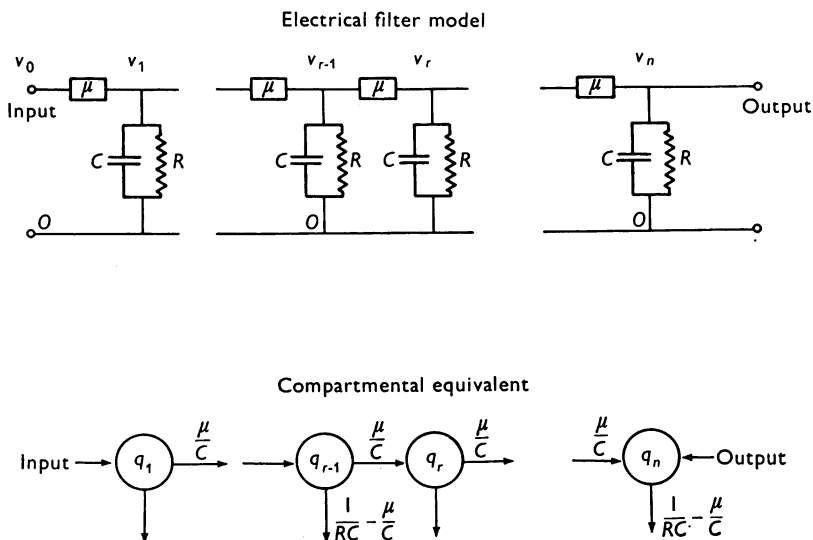 Electrical filter model
v₀ v₁ vᵣ₋₁ vᵣ vₙ
μ μ μ μ
Input Output
C R C R C R C R
O O O
Compartmental equivalent
μ/C μ/C μ/C μ/C
Input q₁ qᵣ₋₁ qᵣ qₙ Output
1/RC - μ/C 1/RC - μ/C